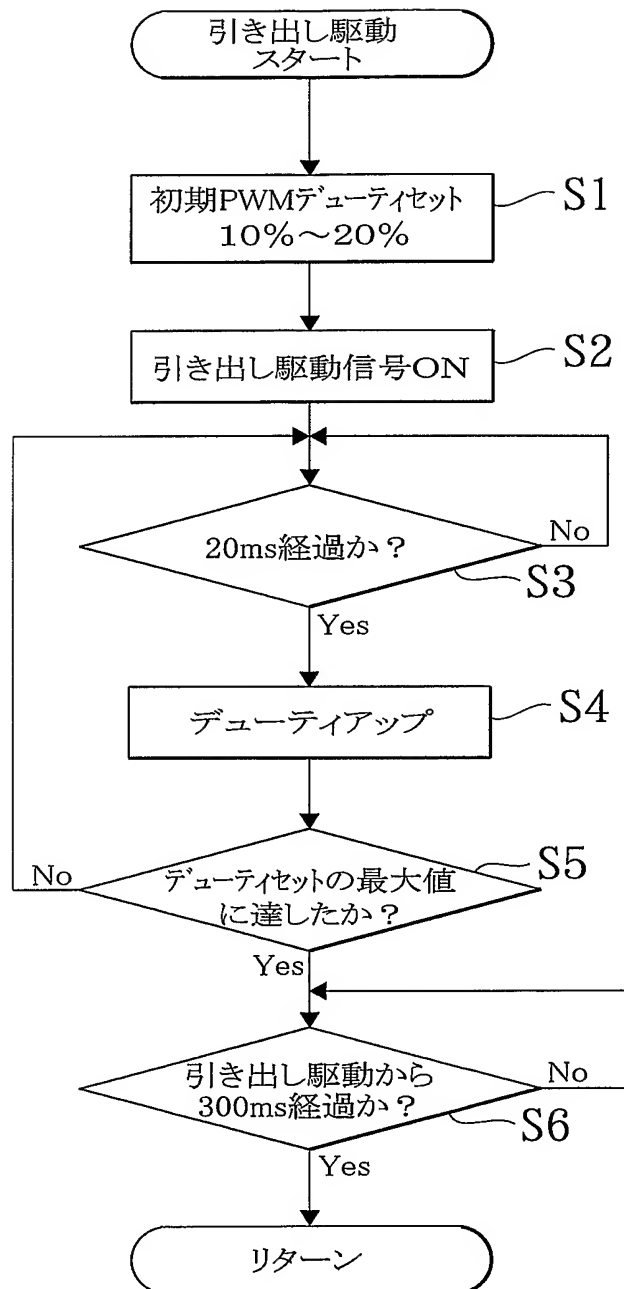 引き出し駆動
スタート
初期PWMデューティセット
10%～20%
S1
引き出し駆動信号ON
S2
20ms経過か？
No
S3
Yes
デューティアップ
S4
デューティセットの最大値
に達したか？
S5
No
Yes
引き出し駆動から
300ms経過か？
No
S6
Yes
リターン